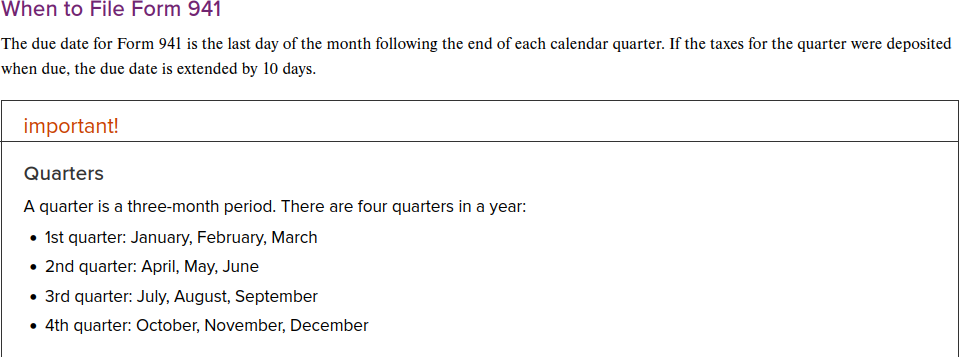 When to File Form 941
The due date for Form 941 is the last day of the month following the end of each calendar quarter. If the taxes for the quarter were deposited
when due, the due date is extended by 10 days.
important!
Quarters
A quarter is a three-month period. There are four quarters in a year:
• 1st quarter: January, February, March
• 2nd quarter: April, May, June
• 3rd quarter: July, August, September
• 4th quarter: October, November, December